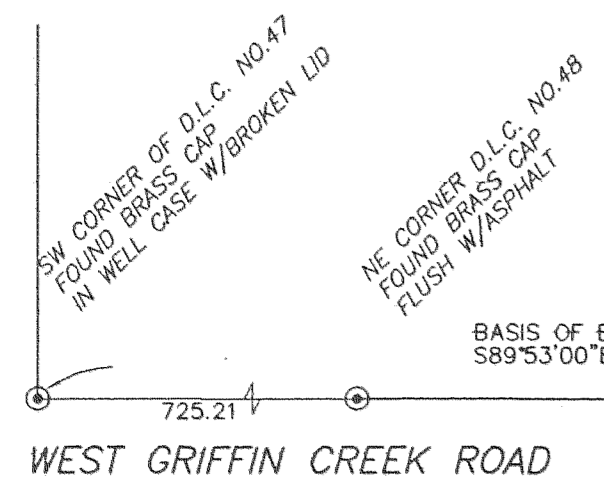 SW CORNER OF D.L.C. NO.47
FOUND BRASS CAP
IN WELL CASE W/BROKEN LID
NE CORNER D.L.C. NO.48
FOUND BRASS CAP
FLUSH W/ASPHALT
BASIS OF
S89°53'00"E
725.21
WEST GRIFFIN CREEK ROAD